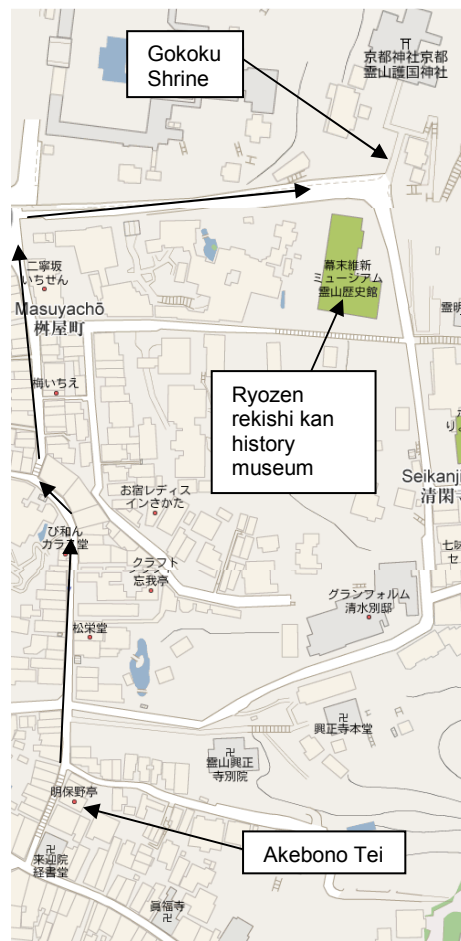 Gokoku
Shrine
京都神社京都
霊山護国神社
幕末維新
ミュージアム
霊山歴史館
二寧坂
いちせん
Masuyachō
桝屋町
霊明
梅いちえ
Ryozen
rekishi kan
history
museum
り
Seikanji
清閑
お宿レディス
インさかた
び和ん
カラ
堂
クラフト
忘我亭
七味
セ
グランフォルム
清水別邸
松栄堂
興正寺本堂
霊山興正
寺別院
明保野亭
Akebono Tei
来迎院
経書堂
眞福寺